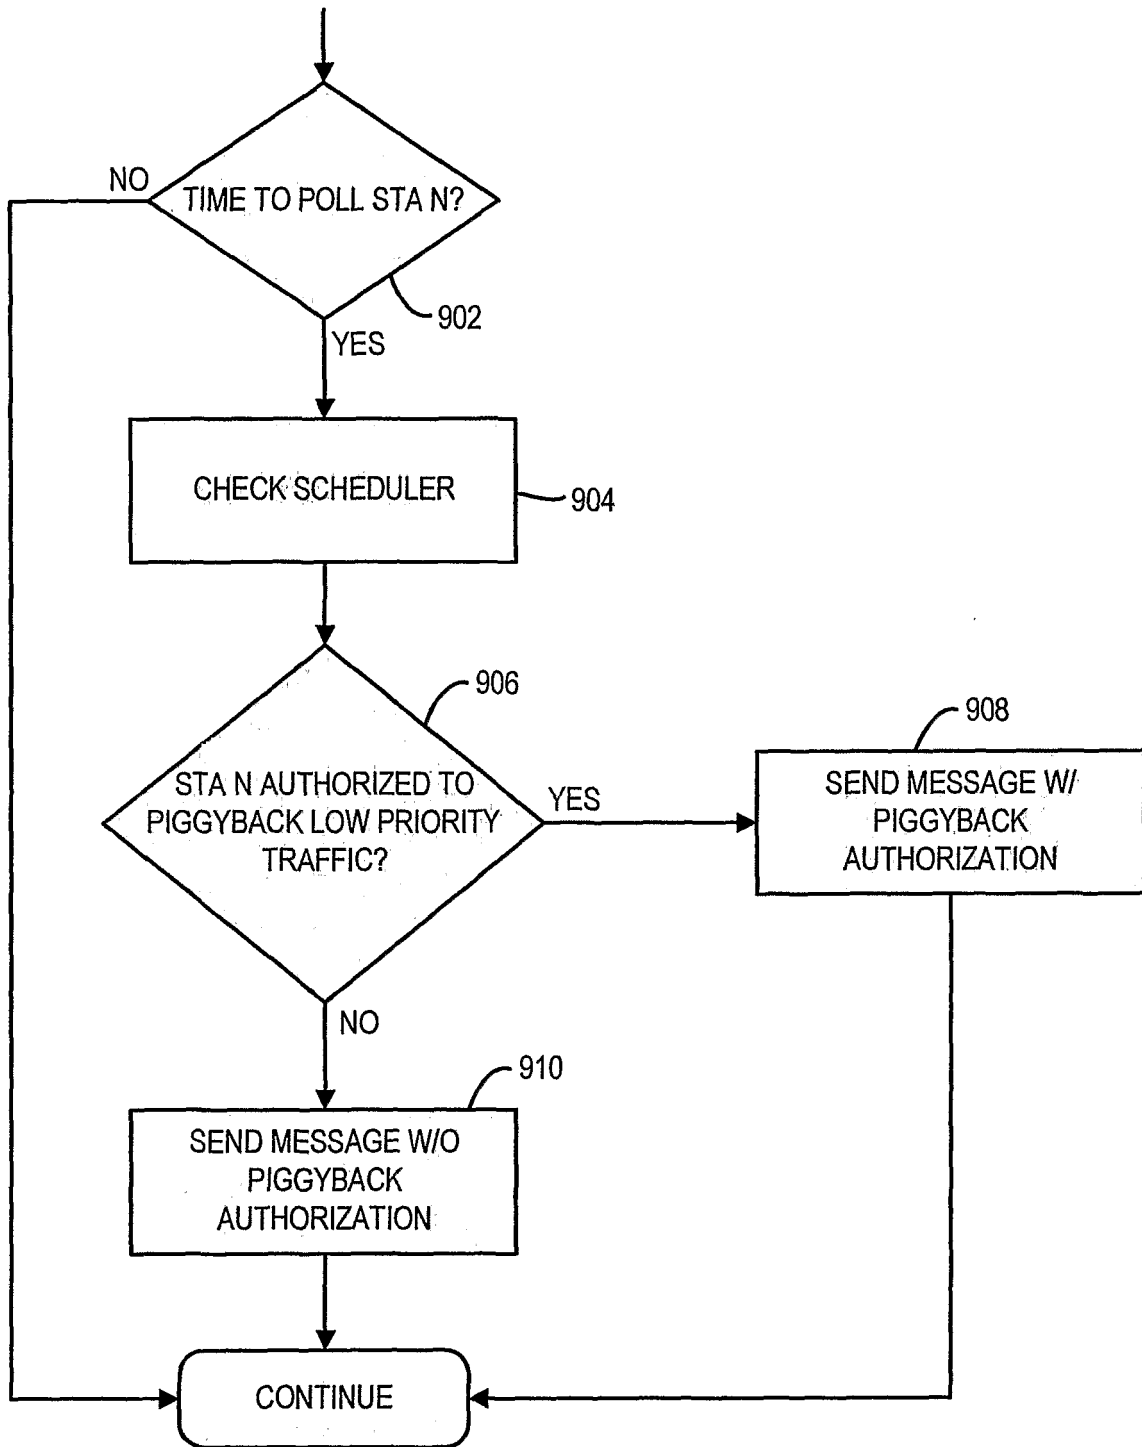 NO
TIME TO POLL STA N?
902
YES
CHECK SCHEDULER
904
906
STA N AUTHORIZED TO
PIGGYBACK LOW PRIORITY
TRAFFIC?
YES
908
SEND MESSAGE W/
PIGGYBACK
AUTHORIZATION
NO
910
SEND MESSAGE W/O
PIGGYBACK
AUTHORIZATION
CONTINUE